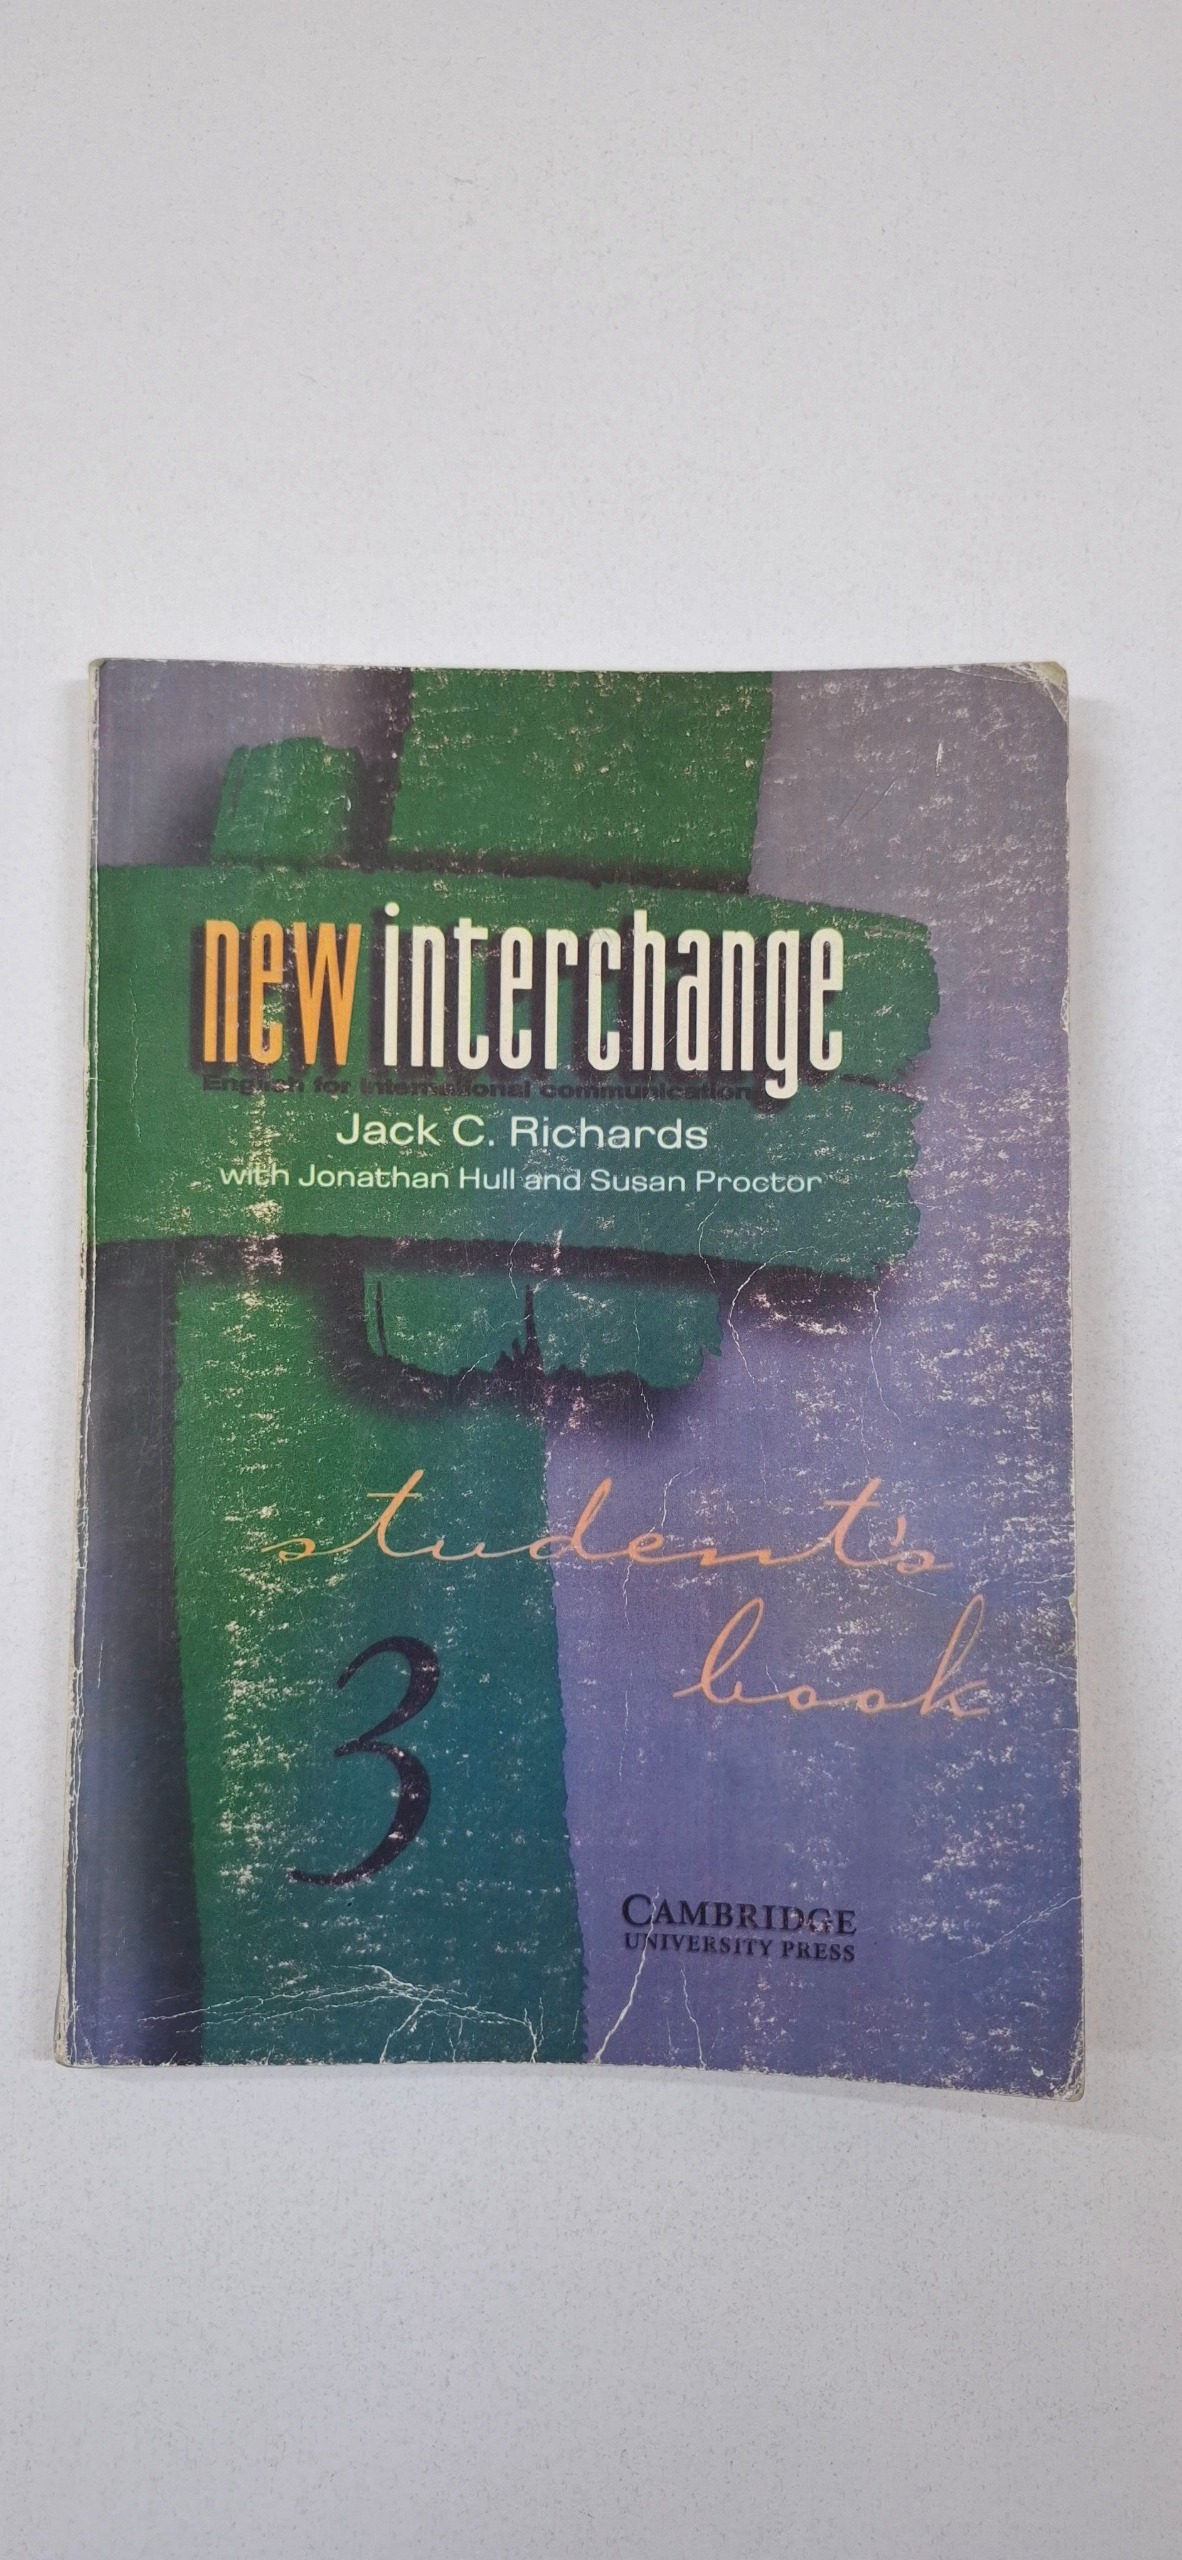 new interchange
English for international communication
Jack C. Richards
with Jonathan Hull and Susan Proctor
student's
book
3
CAMBRIDGE
UNIVERSITY PRESS